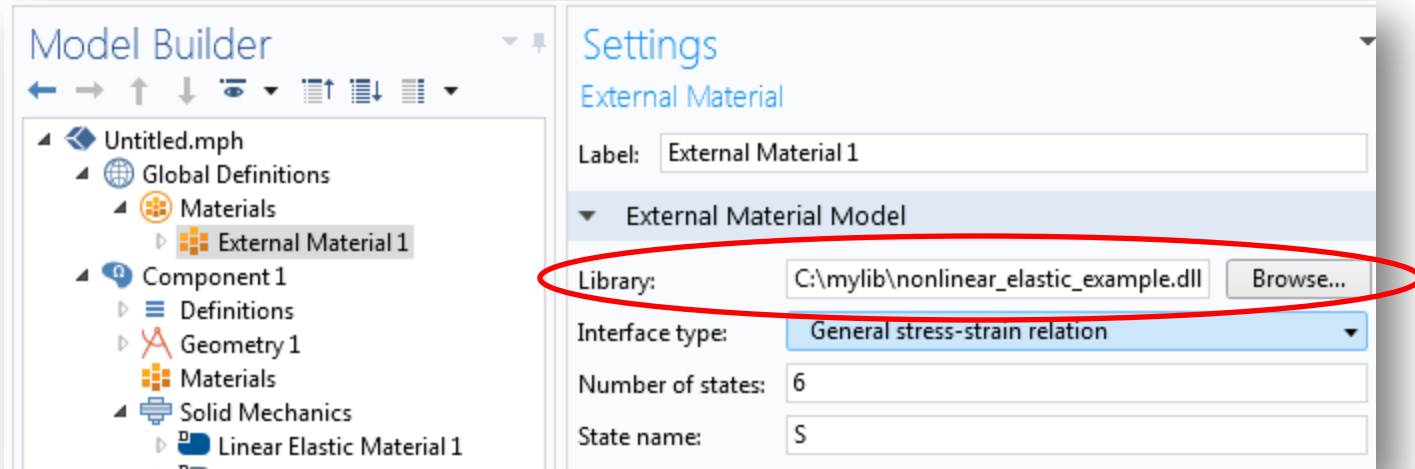 Model Builder
Untitled.mph
Global Definitions
Materials
External Material 1
Component 1
Definitions
Geometry 1
Materials
Solid Mechanics
Linear Elastic Material 1
Settings
External Material
Label: External Material 1
External Material Model
Library: C:\mylib\nonlinear_elastic_example.dll Browse...
Interface type: General stress-strain relation
Number of states: 6
State name: S